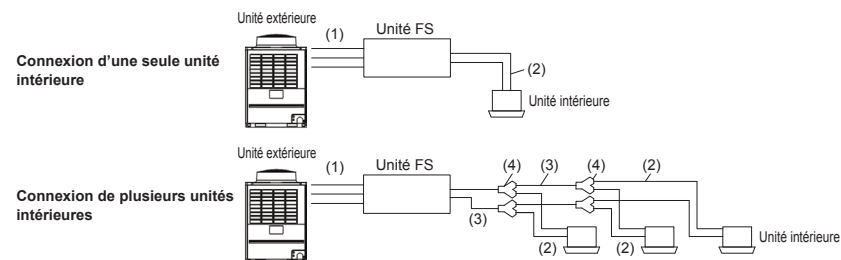 Unité extérieure
(1)
Unité FS
Connexion d'une seule unité
intérieure
(2)
Unité intérieure
Unité extérieure
(1)
Unité FS
(4)
(3)
(4)
(2)
Connexion de plusieurs unités
intérieures
(3)
(2)
(2)
Unité intérieure